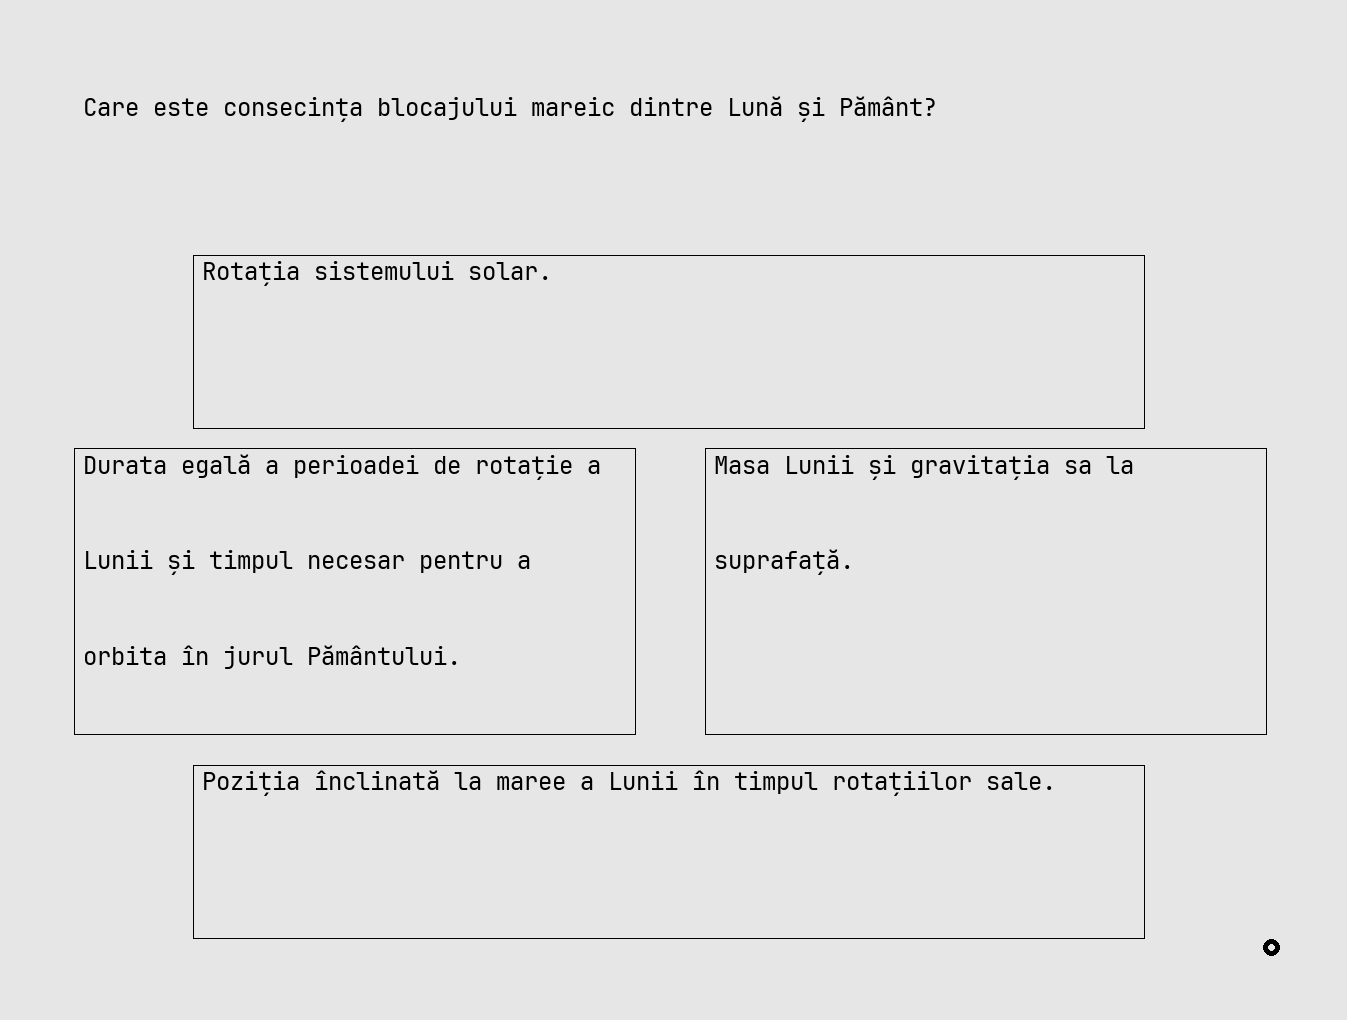 Care este consecința blocajului mareic dintre Lună și Pământ?
Rotația sistemului solar.
Durata egală a perioadei de rotație a
Lunii și timpul necesar pentru a
orbita în jurul Pământului.
Masa Lunii și gravitația sa la
suprafață.
Poziția înclinată la maree a Lunii în timpul rotațiilor sale.